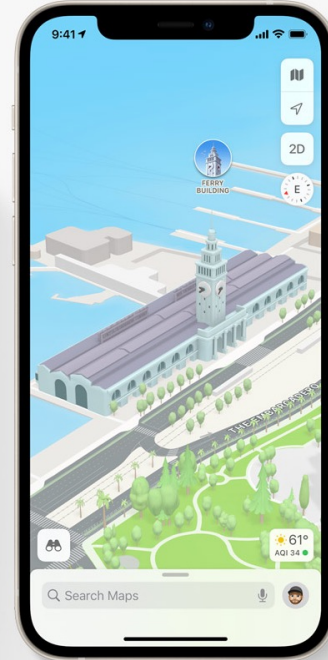 9:41
2D
E
FERRY
BUILDING
THE EMBARCADERO
61°
AQI 34
Search Maps